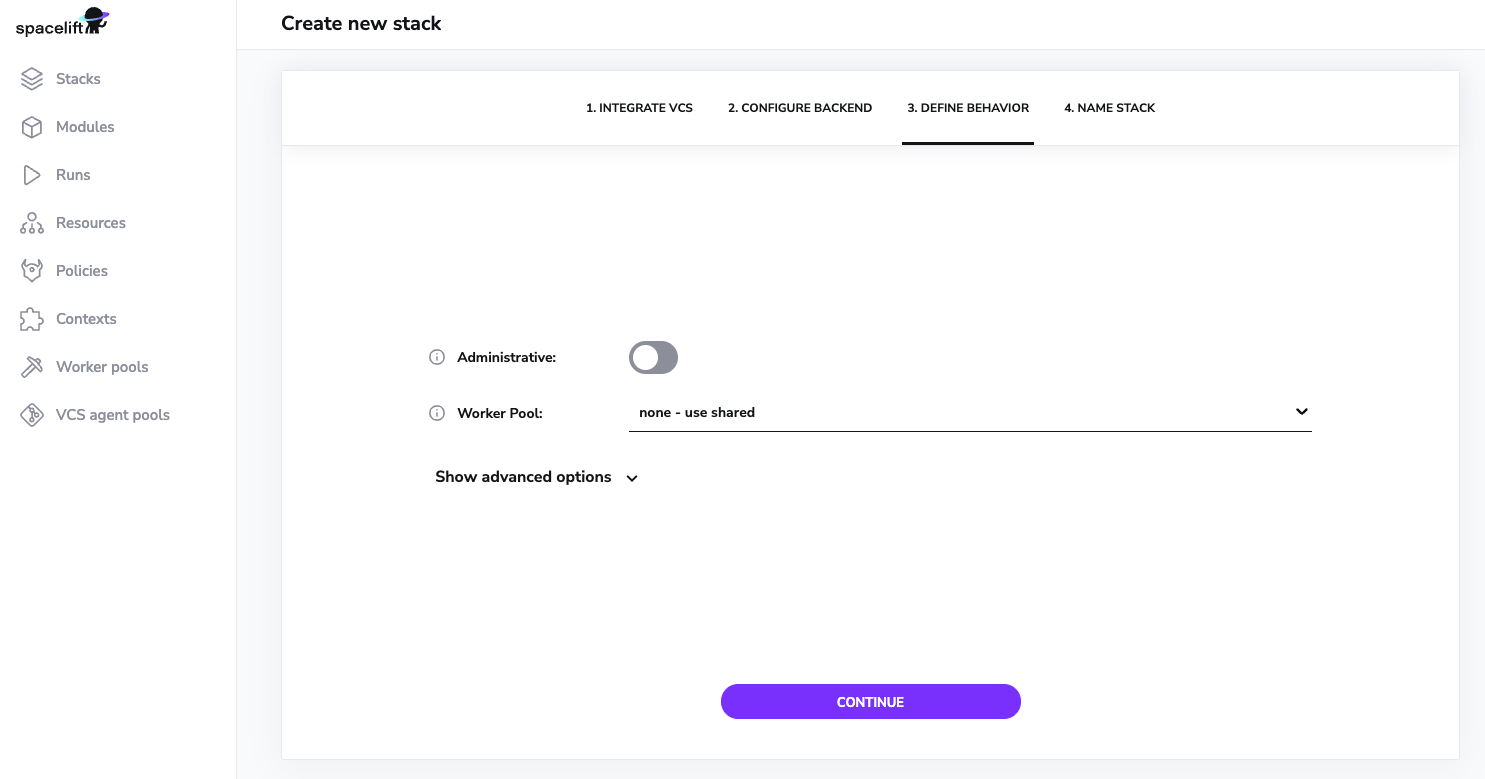 spacelift
Create new stack
Stacks
Modules
Runs
Resources
Policies
Contexts
Worker pools
VCS agent pools
1. INTEGRATE VCS
2. CONFIGURE BACKEND
3. DEFINE BEHAVIOR
4. NAME STACK
Administrative:
Worker Pool:
none - use shared
Show advanced options
CONTINUE